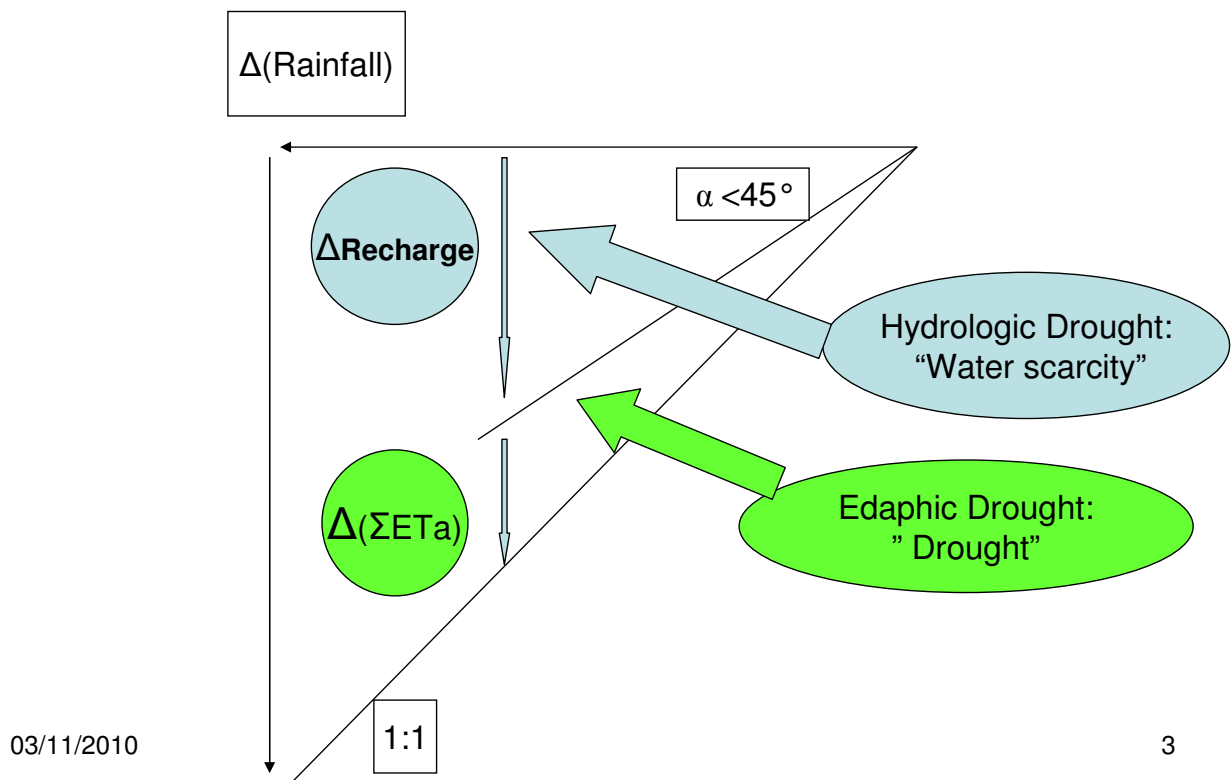 Δ(Rainfall)
α <45°
ΔRecharge
Hydrologic Drought:
“Water scarcity”
Δ(ΣETa)
Edaphic Drought:
” Drought”
1:1
03/11/2010
3